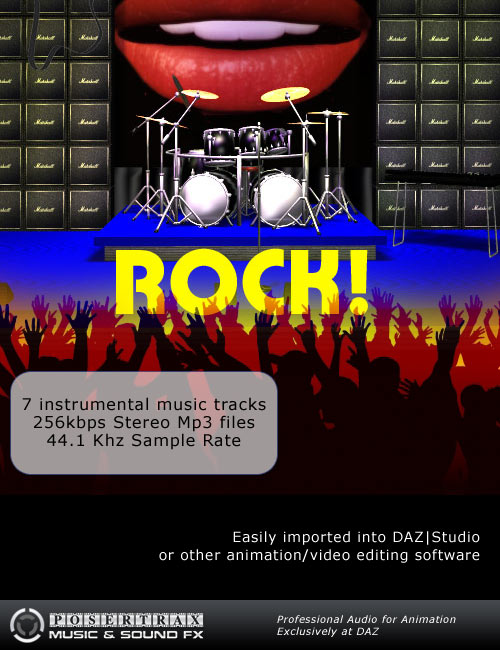 Marshall
ROCK!
7 instrumental music tracks
256kbps Stereo Mp3 files
44.1 Khz Sample Rate
Easily imported into DAZ|Studio
or other animation/video editing software
POSERTRAX
MUSIC & SOUND FX
Professional Audio for Animation
Exclusively at DAZ